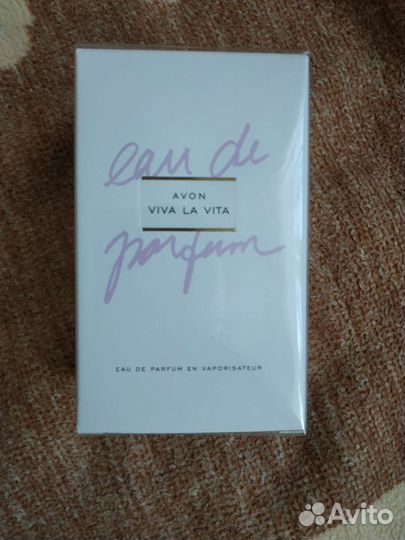 eau de
AVON
VIVA LA VITA
parfum
EAU DE PARFUM EN VAPORISATEUR
Avito